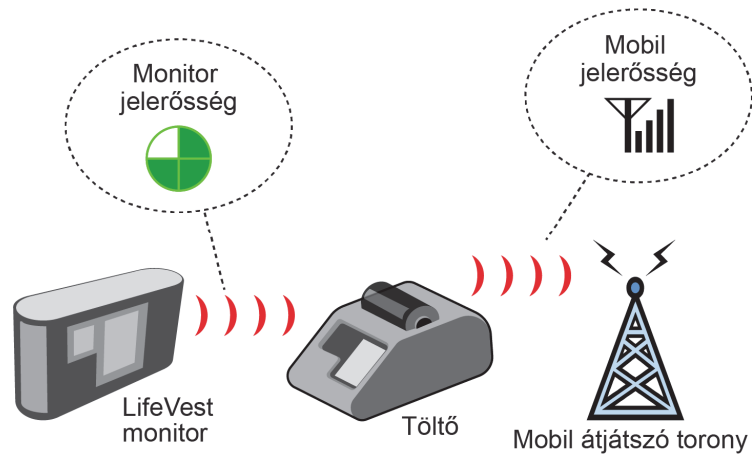 Monitor
jelerősség
Mobil
jelerősség
LifeVest
monitor
Töltő
Mobil átjátszó torony